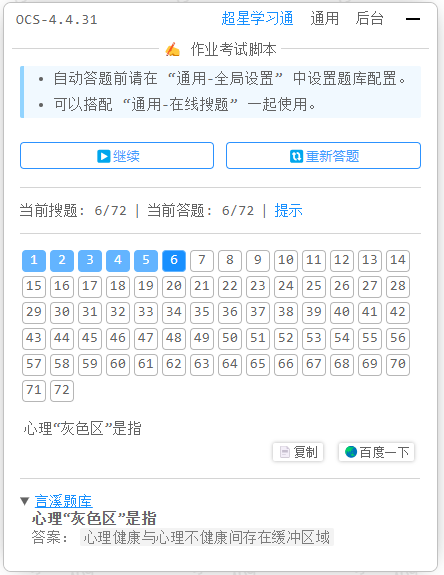 OCS-4.4.31 超星学习通 通用 后台
✍ 作业考试脚本
• 自动答题前请在 “通用-全局设置” 中设置题库配置。
• 可以搭配 “通用-在线搜题” 一起使用。
▶️继续 🔃重新答题
当前搜题: 6/72 | 当前答题: 6/72 | 提示
1 2 3 4 5 6 7 8 9 10 11 12 13 14
15 16 17 18 19 20 21 22 23 24 25 26 27 28
29 30 31 32 33 34 35 36 37 38 39 40 41 42
43 44 45 46 47 48 49 50 51 52 53 54 55 56
57 58 59 60 61 62 63 64 65 66 67 68 69 70
71 72
心理“灰色区”是指
📄复制 🌏百度一下
▼ 言溪题库
心理“灰色区”是指
答案: 心理健康与心理不健康间存在缓冲区域